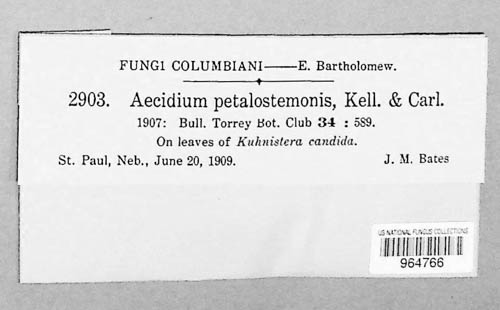 FUNGI COLUMBIANI——E. Bartholomew.
2903. Aecidium petalostemonis, Kell. & Carl.
1907: Bull. Torrey Bot. Club 34 : 589.
On leaves of Kuhnistera candida.
St. Paul, Neb., June 20, 1909. J. M. Bates
US NATIONAL FUNGUS COLLECTIONS
964766